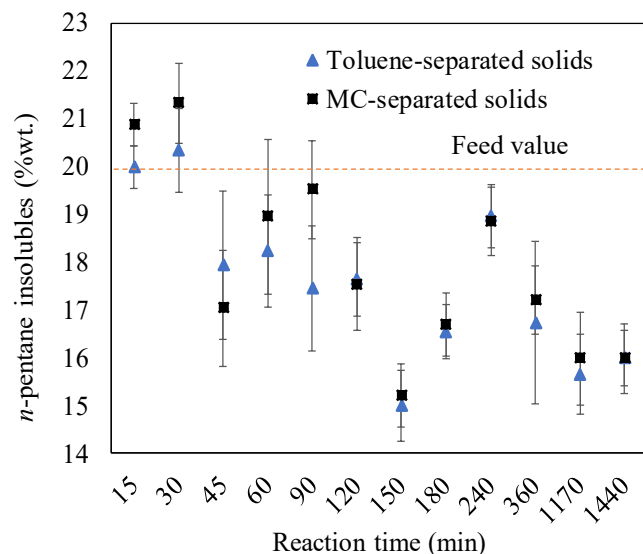 23
22
21
20
19
18
17
16
15
14
n-pentane insolubles (%wt.)
Toluene-separated solids
MC-separated solids
Feed value
15 30 45 60 90 120 150 180 240 360 1170 1440
Reaction time (min)